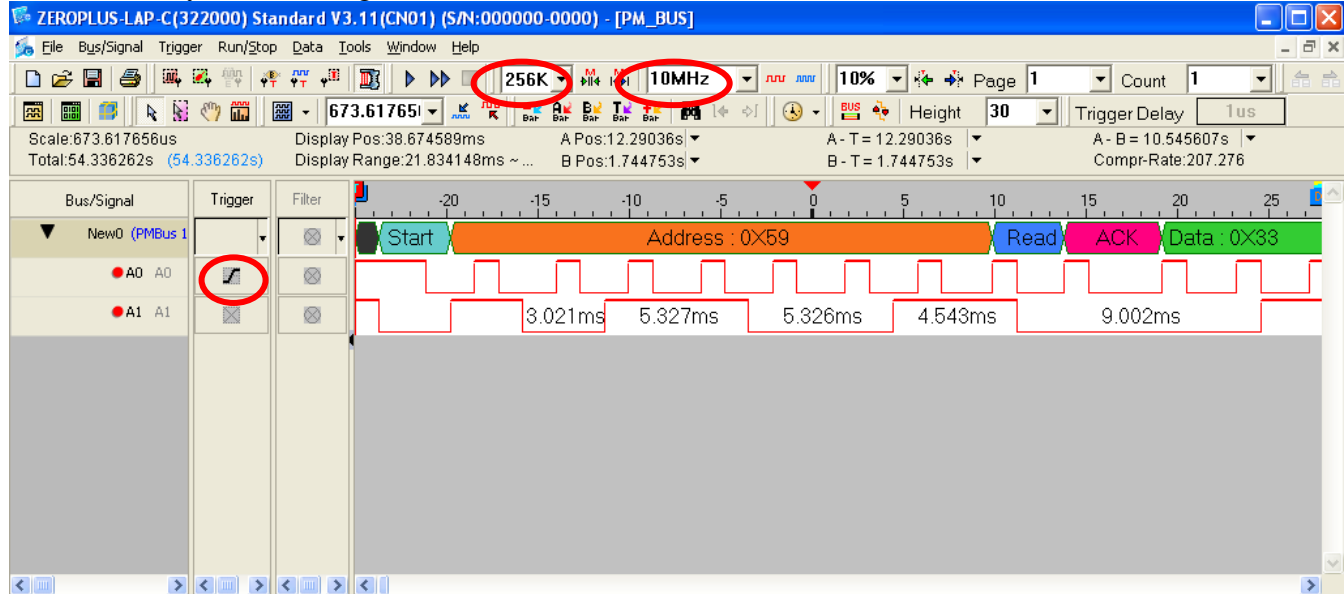 ZEROPLUS-LAP-C(322000) Standard V3.11(CN01) (S/N:000000-0000) - [PM_BUS]
File Bus/Signal Trigger Run/Stop Data Tools Window Help
256K 10MHz 10% Page 1 Count 1
673.61765 Bar Bar Bar Bar BUS Height 30 Trigger Delay 1us
Scale:673.617656us Display Pos:38.674589ms A Pos:12.29036s A - T = 12.29036s A - B = 10.545607s
Total:54.336262s (54.336262s) Display Range:21.834148ms ~ ... B Pos:1.744753s B - T = 1.744753s Compr-Rate:207.276
Bus/Signal Trigger Filter -20 -15 -10 -5 0 5 10 15 20 25
New0 (PMBus 1 Start Address : 0X59 Read ACK Data : 0X33
A0 A0
A1 A1 3.021ms 5.327ms 5.326ms 4.543ms 9.002ms